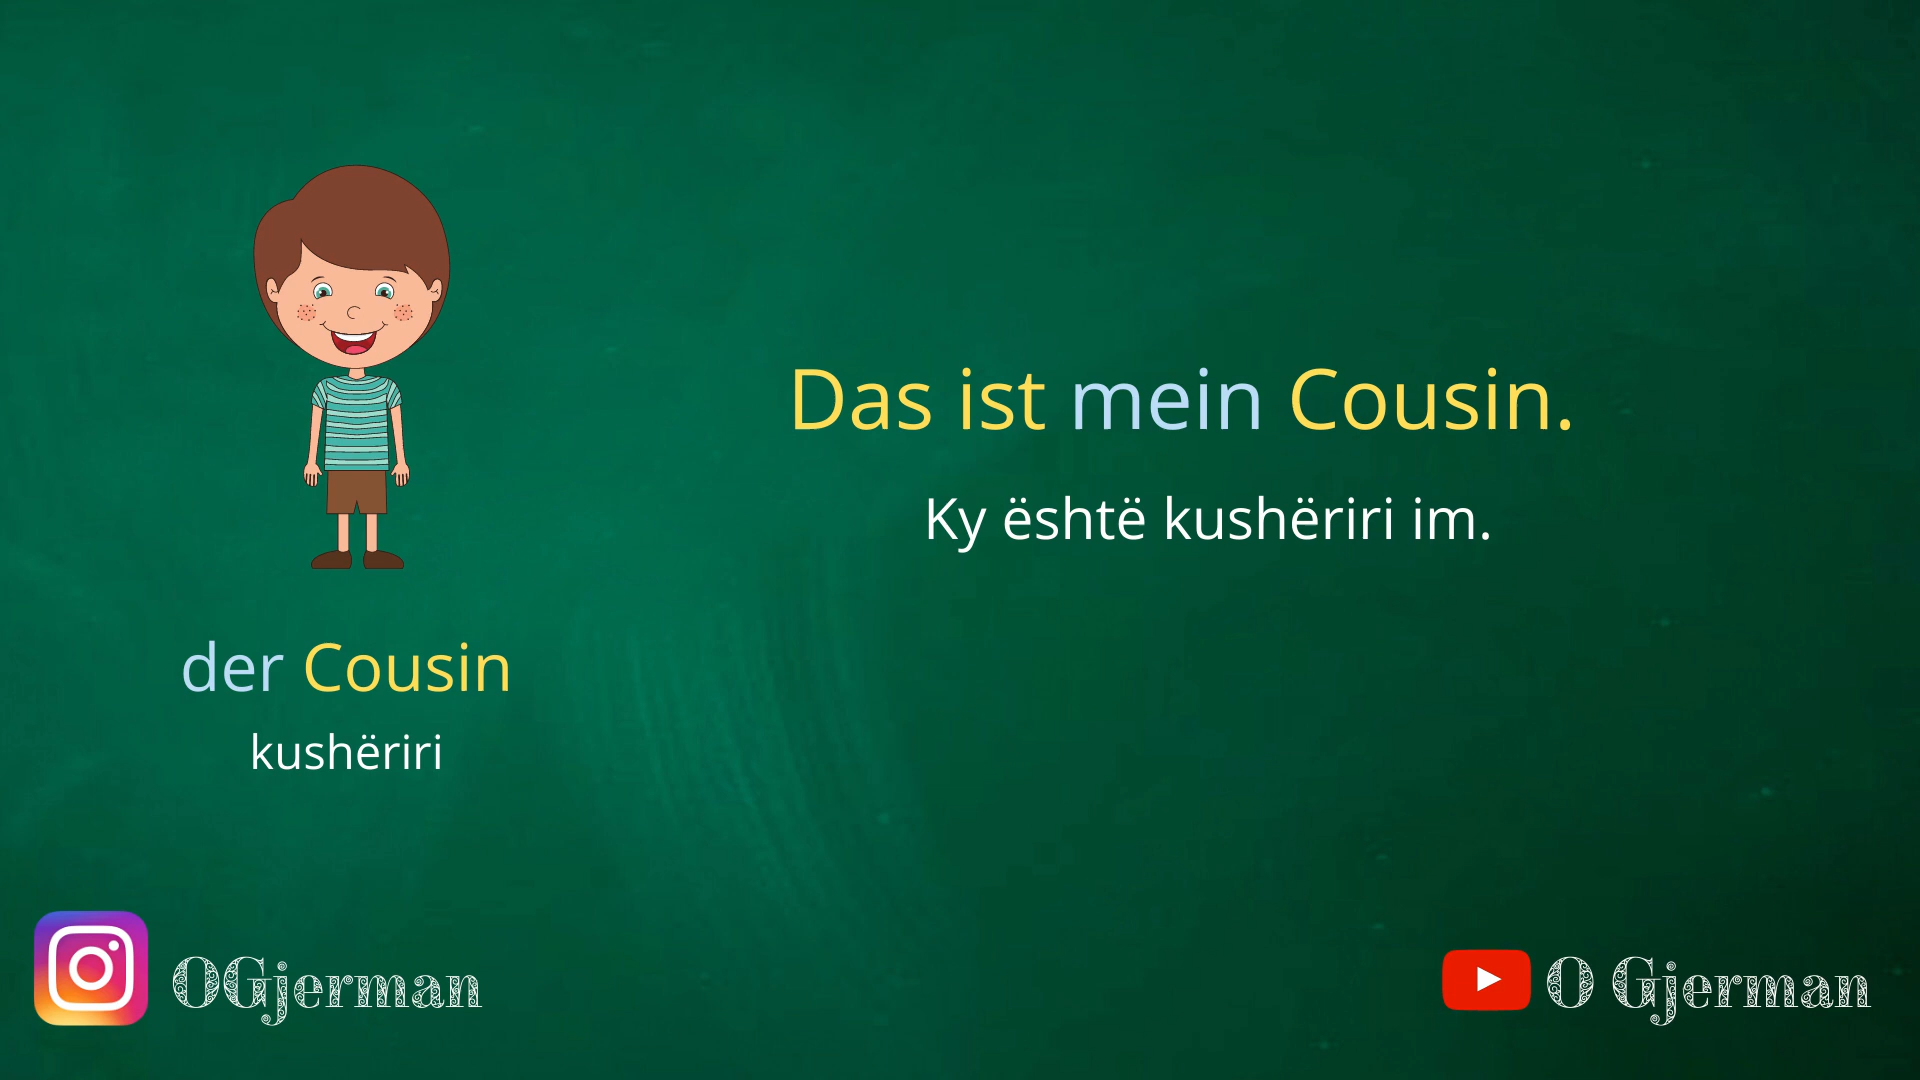 Das ist mein Cousin.
Ky është kushëriri im.
der Cousin
kushëriri
OGjerman
O Gjerman